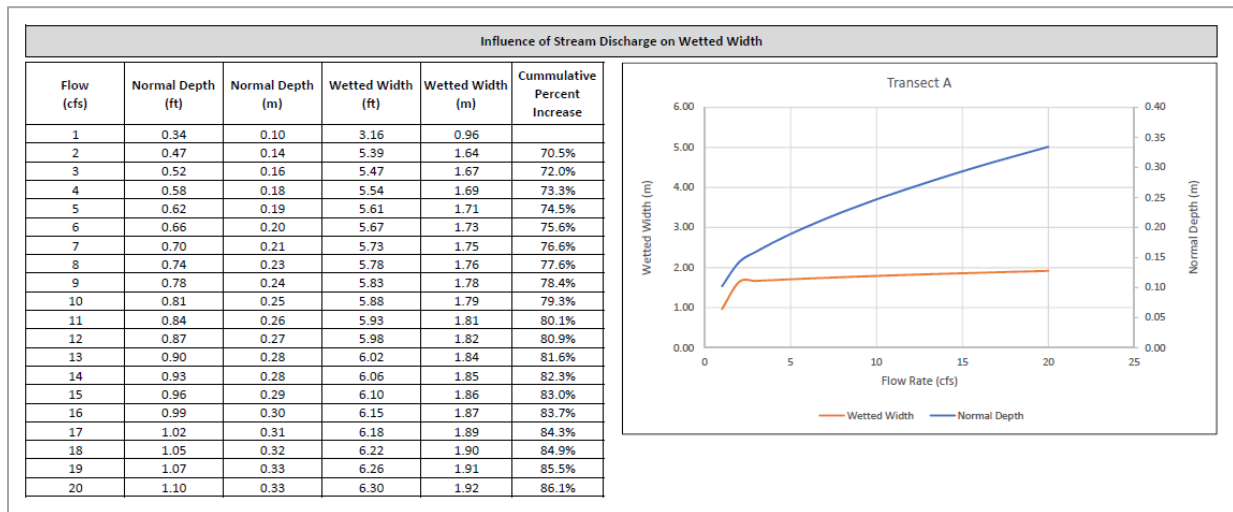 Influence of Stream Discharge on Wetted Width
Flow (cfs) Normal Depth (ft) Normal Depth (m) Wetted Width (ft) Wetted Width (m) Cummulative Percent Increase
1 0.34 0.10 3.16 0.96
2 0.47 0.14 5.39 1.64 70.5%
3 0.52 0.16 5.47 1.67 72.0%
4 0.58 0.18 5.54 1.69 73.3%
5 0.62 0.19 5.61 1.71 74.5%
6 0.66 0.20 5.67 1.73 75.6%
7 0.70 0.21 5.73 1.75 76.6%
8 0.74 0.23 5.78 1.76 77.6%
9 0.78 0.24 5.83 1.78 78.4%
10 0.81 0.25 5.88 1.79 79.3%
11 0.84 0.26 5.93 1.81 80.1%
12 0.87 0.27 5.98 1.82 80.9%
13 0.90 0.28 6.02 1.84 81.6%
14 0.93 0.28 6.06 1.85 82.3%
15 0.96 0.29 6.10 1.86 83.0%
16 0.99 0.30 6.15 1.87 83.7%
17 1.02 0.31 6.18 1.89 84.3%
18 1.05 0.32 6.22 1.90 84.9%
19 1.07 0.33 6.26 1.91 85.5%
20 1.10 0.33 6.30 1.92 86.1%
Transect A
Wetted Width (m)
6.00
5.00
4.00
3.00
2.00
1.00
0.00
0.40
0.35
0.30
0.25
0.20
0.15
0.10
0.05
0.00
Normal Depth (m)
0 5 10 15 20 25
Flow Rate (cfs)
Wetted Width Normal Depth